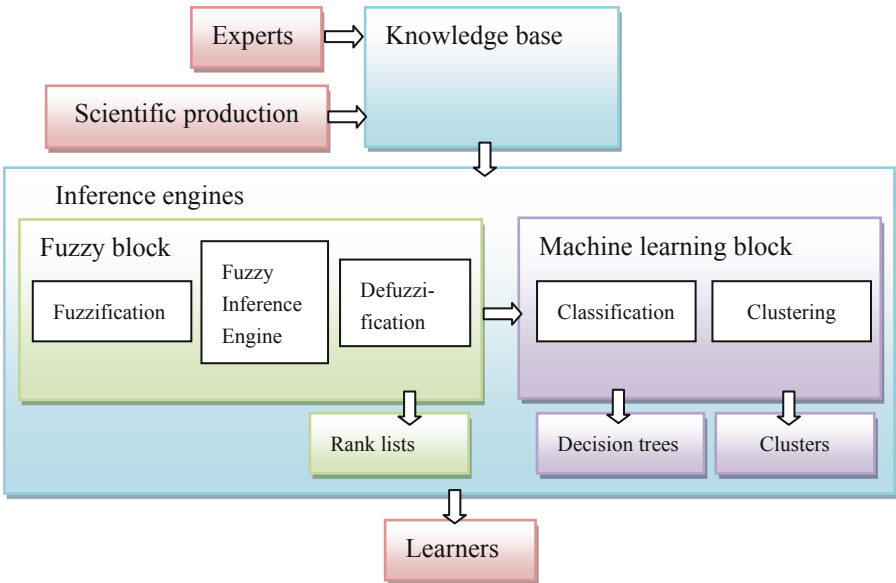 Experts
Knowledge base
Scientific production
Inference engines
Fuzzy block
Fuzzification
Fuzzy
Inference
Engine
Defuzzi-
fication
Machine learning block
Classification
Clustering
Rank lists
Decision trees
Clusters
Learners